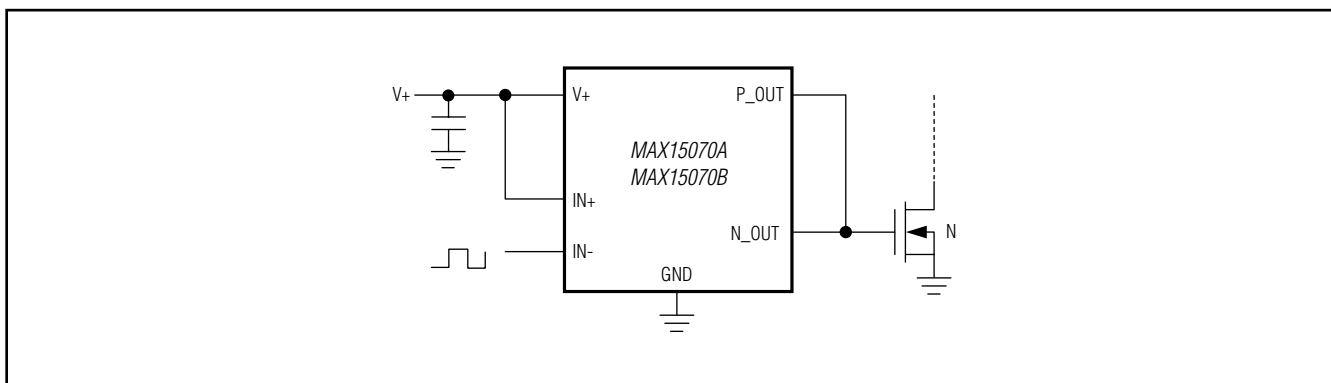 V+
V+
P_OUT
MAX15070A
MAX15070B
IN+
N_OUT
N
IN-
GND